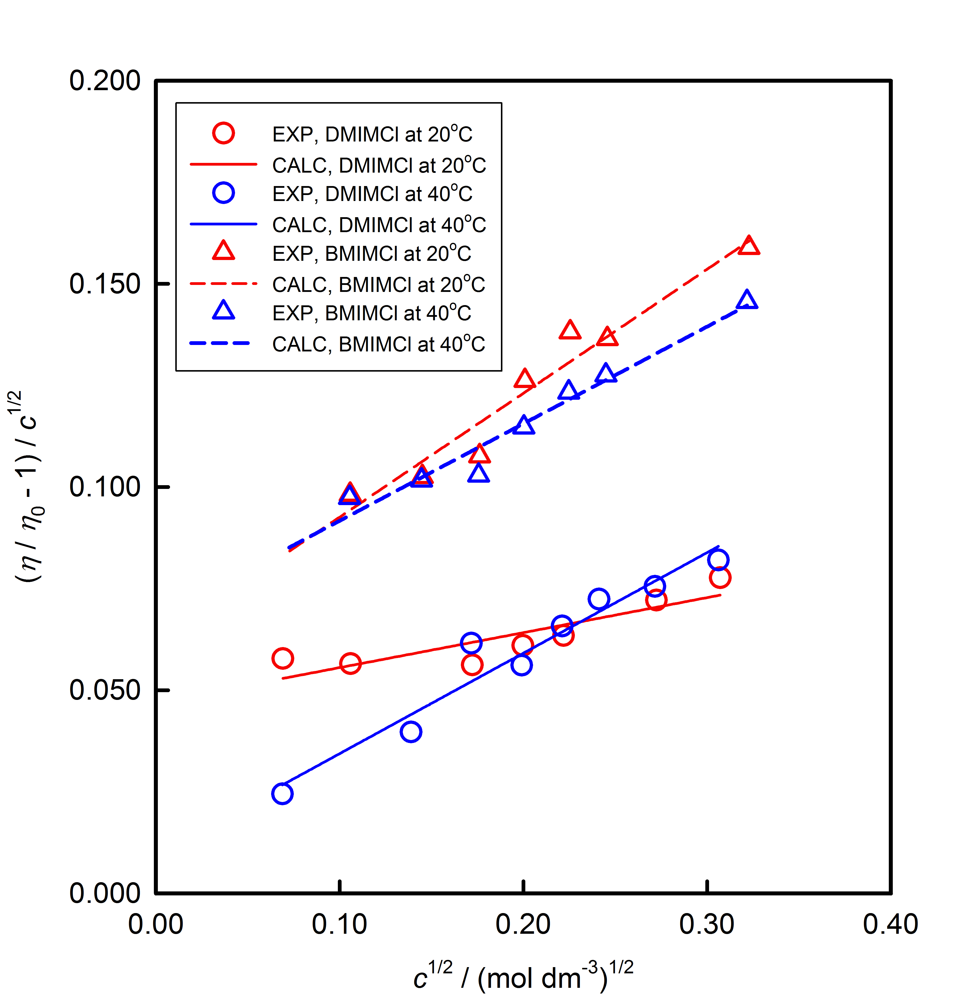 0.200
0.150
0.100
0.050
0.000
EXP, DMIMCl at 20°C
CALC, DMIMCl at 20°C
EXP, DMIMCl at 40°C
CALC, DMIMCl at 40°C
EXP, BMIMCl at 20°C
CALC, BMIMCl at 20°C
EXP, BMIMCl at 40°C
CALC, BMIMCl at 40°C
(η / η₀ - 1) / c^1/2
0.00 0.10 0.20 0.30 0.40
c^1/2 / (mol dm^-3)^1/2